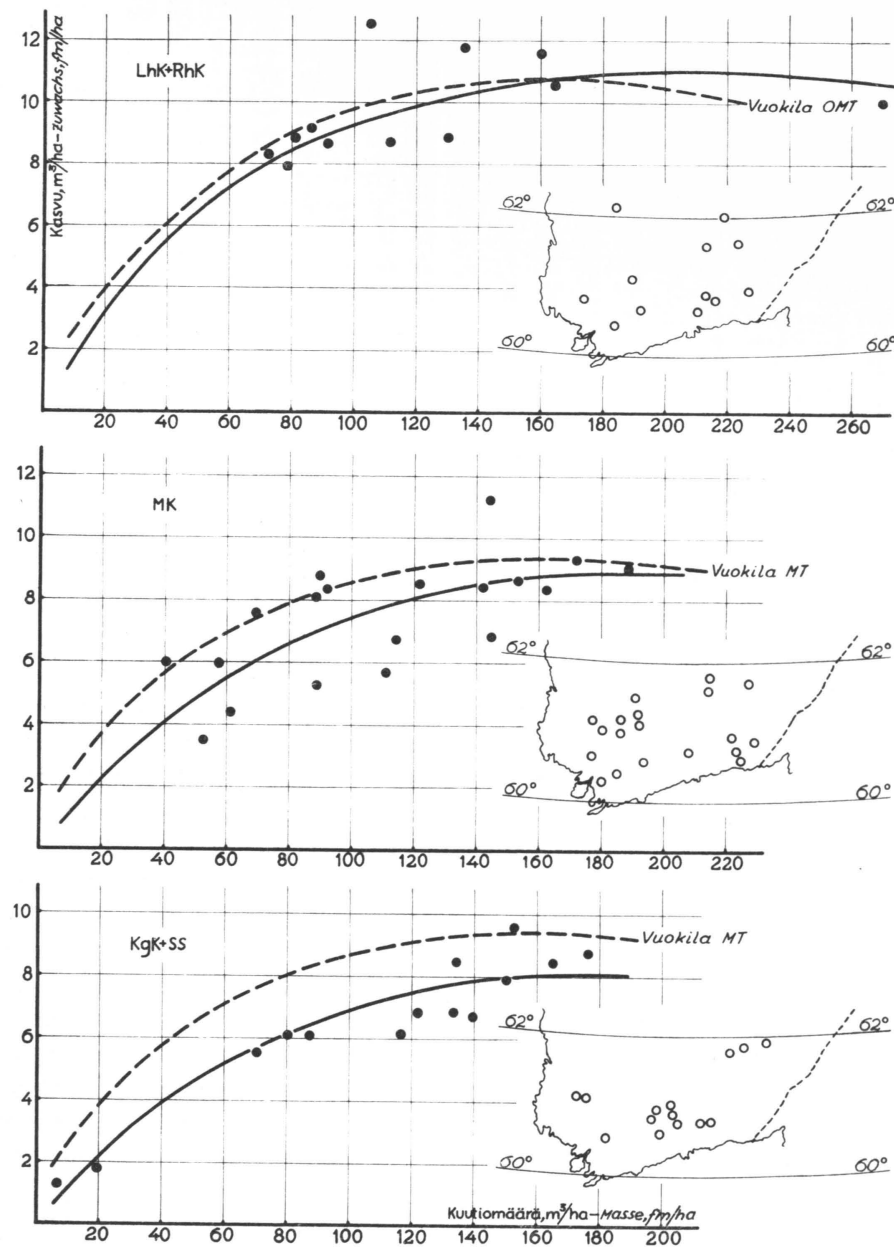 12
10
8
6
4
2
Kasvu, m³/ha – zuwachs, fm/ha
LhK+RhK
Vuokila OMT
62° 62°
60° 60°
20 40 60 80 100 120 140 160 180 200 220 240 260
12
10
8
6
4
2
MK
Vuokila MT
62° 62°
60° 60°
20 40 60 80 100 120 140 160 180 200 220
10
8
6
4
2
KgK+SS
Vuokila MT
62° 62°
60° 60°
Kuutiomäärä, m³/ha – Masse, fm/ha
20 40 60 80 100 120 140 160 180 200